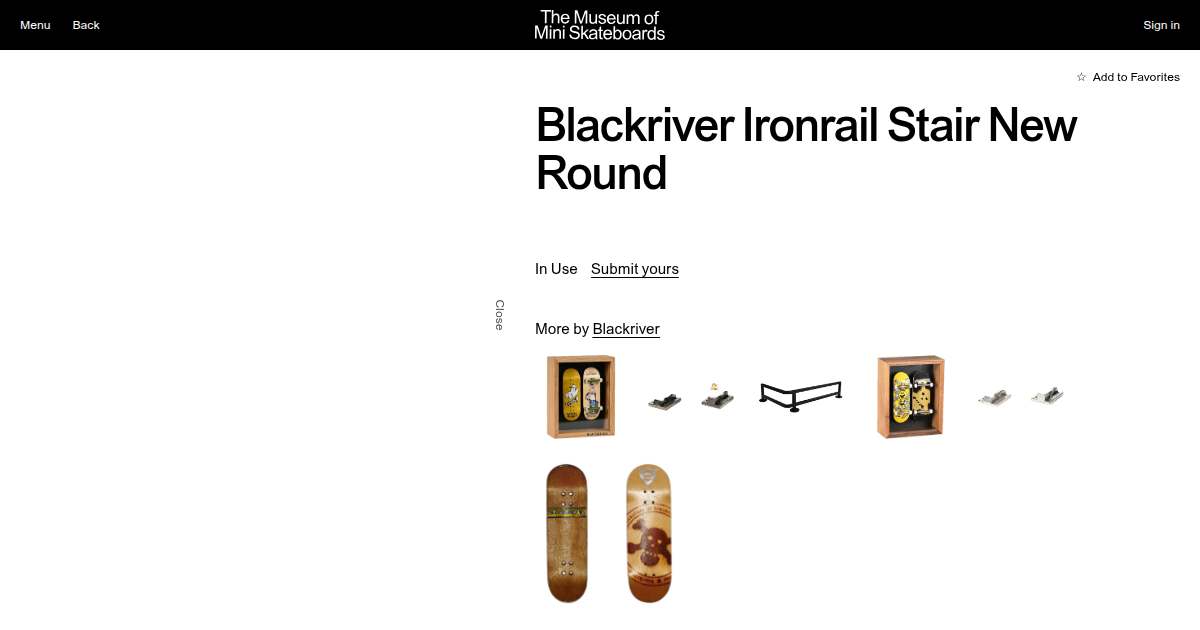 Menu
Back
The Museum of
Mini Skateboards
Sign in
☆ Add to Favorites
Blackriver Ironrail Stair New
Round
In Use
Submit yours
Close
More by Blackriver